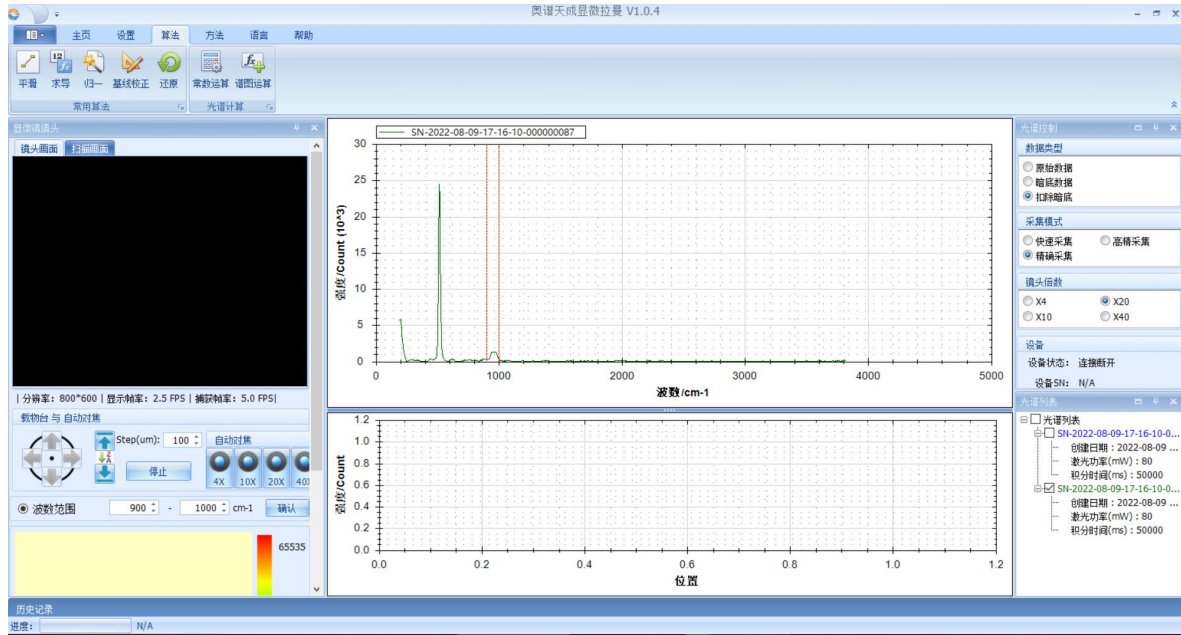 奥谱天成显微拉曼 V1.0.4
主页 设置 算法 方法 语言 帮助
平滑 求导 归一 基线校正 还原 常数运算 谱图运算
常用算法 光谱计算
显微镜镜头
镜头画面 扫描画面
|分辨率: 800*600|显示帧率: 2.5 FPS|捕获帧率: 5.0 FPS|
载物台 与 自动对焦
Step(um): 100 自动对焦
停止
4X 10X 20X
波数范围 900 - 1000 cm-1 确认
65535
SN-2022-08-09-17-16-10-000000087
强度/Count (10^3)
30
25
20
15
10
5
0
0 1000 2000 3000 4000 5000
波数/cm-1
强度/Count
1.2
1.0
0.8
0.6
0.4
0.2
0.0
0.0 0.2 0.4 0.6 0.8 1.0 1.2
位置
光谱控制
数据类型
原始数据
暗底数据
扣除暗底
采集模式
快速采集 高精采集
精确采集
镜头倍数
X4 X20
X10 X40
设备
设备状态: 连接断开
设备SN: N/A
光谱列表
光谱列表
SN-2022-08-09-17-16-10-0...
创建日期:2022-08-09 ...
激光功率(mW):80
积分时间(ms):50000
SN-2022-08-09-17-16-10-0...
创建日期:2022-08-09 ...
激光功率(mW):80
积分时间(ms):50000
历史记录
进度: N/A